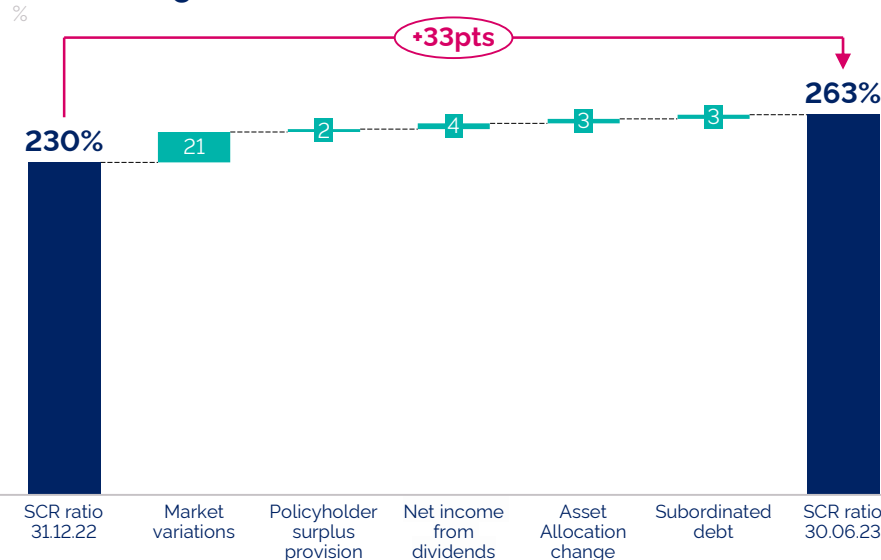 %
+33pts
263%
230%
21
2
4
3
3
SCR ratio
31.12.22
Market
variations
Policyholder
surplus
provision
Net income
from
dividends
Asset
Allocation
change
Subordinated
debt
SCR ratio
30.06.23